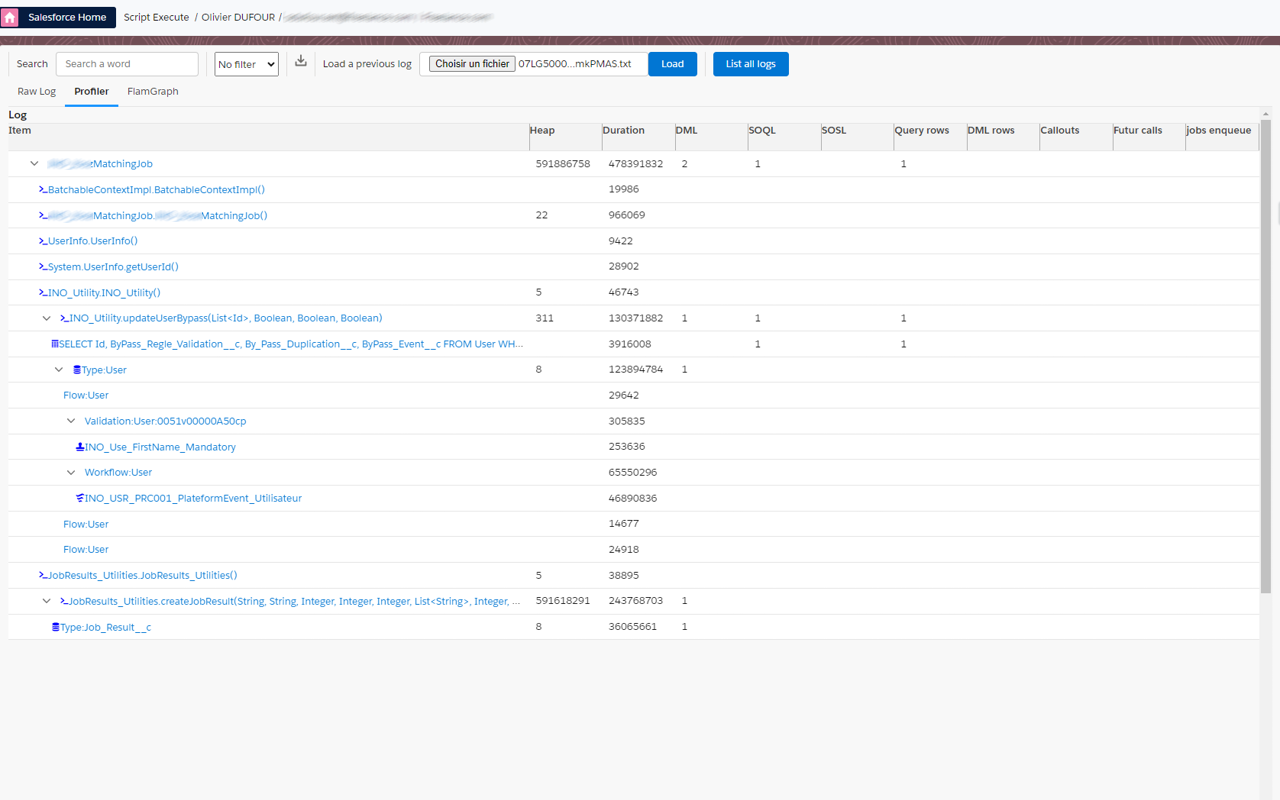 Salesforce Home Script Execute / Olivier DUFOUR /
Search Search a word No filter Load a previous log Choisir un fichier 07LG5000...mkPMAS.txt Load List all logs
Raw Log Profiler FlamGraph
Log
Item Heap Duration DML SOQL SOSL Query rows DML rows Callouts Futur calls jobs enqueue
MatchingJob 591886758 478391832 2 1 1
BatchableContextImpl.BatchableContextImpl() 19986
MatchingJob. MatchingJob() 22 966069
UserInfo.UserInfo() 9422
System.UserInfo.getUserId() 28902
INO_Utility.INO_Utility() 5 46743
INO_Utility.updateUserBypass(List<Id>, Boolean, Boolean, Boolean) 311 130371882 1 1 1
SELECT Id, ByPass_Regle_Validation__c, By_Pass_Duplication__c, ByPass_Event__c FROM User WH... 3916008 1 1
Type:User 8 123894784 1
Flow:User 29642
Validation:User:0051v00000A50cp 305835
INO_Use_FirstName_Mandatory 253636
Workflow:User 65550296
INO_USR_PRC001_PlateformEvent_Utilisateur 46890836
Flow:User 14677
Flow:User 24918
JobResults_Utilities.JobResults_Utilities() 5 38895
JobResults_Utilities.createJobResult(String, String, Integer, Integer, Integer, List<String>, Integer, ... 591618291 243768703 1
Type:Job_Result__c 8 36065661 1